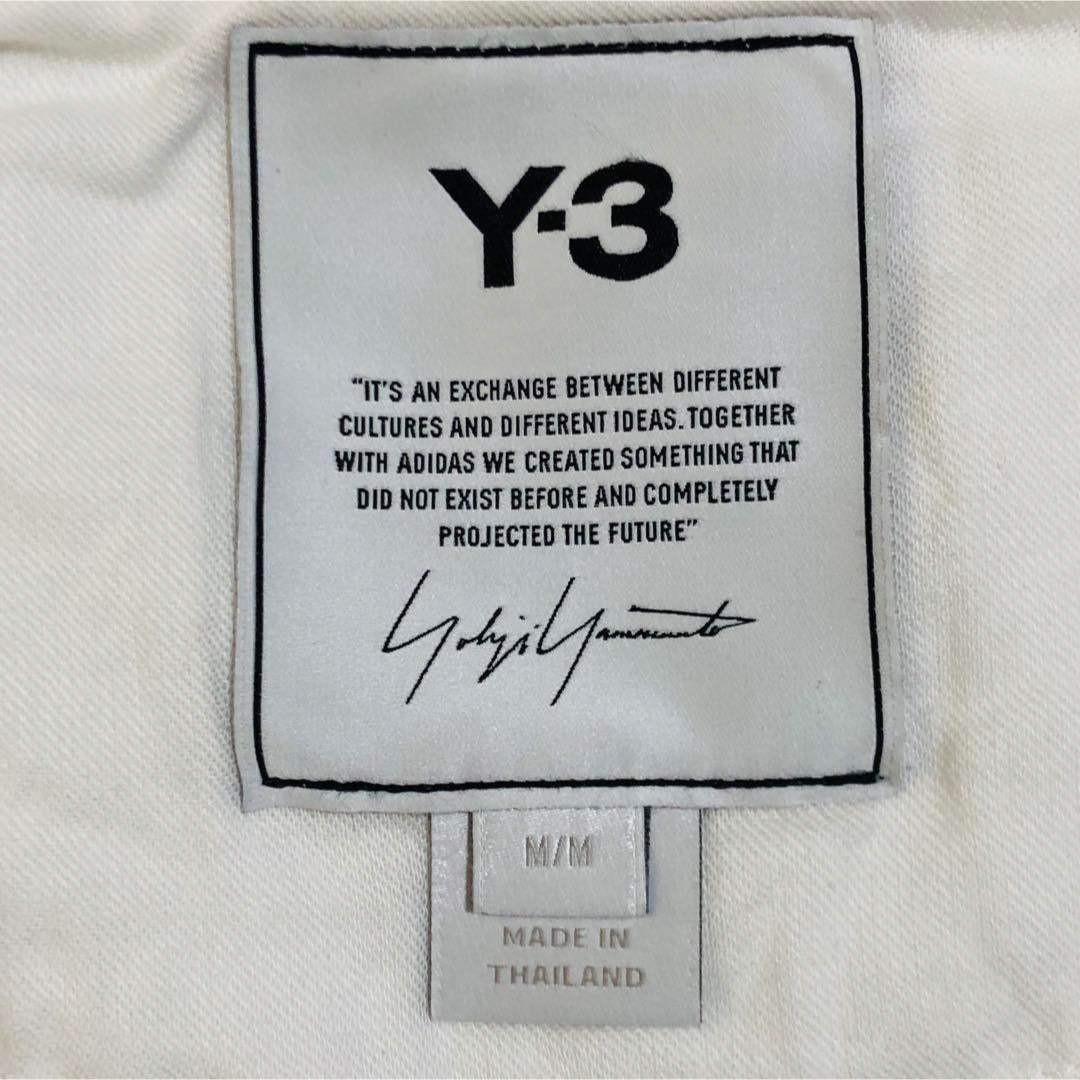 Y-3
“IT'S AN EXCHANGE BETWEEN DIFFERENT
CULTURES AND DIFFERENT IDEAS. TOGETHER
WITH ADIDAS WE CREATED SOMETHING THAT
DID NOT EXIST BEFORE AND COMPLETELY
PROJECTED THE FUTURE”
Yohji Yamamoto
M/M
MADE IN
THAILAND